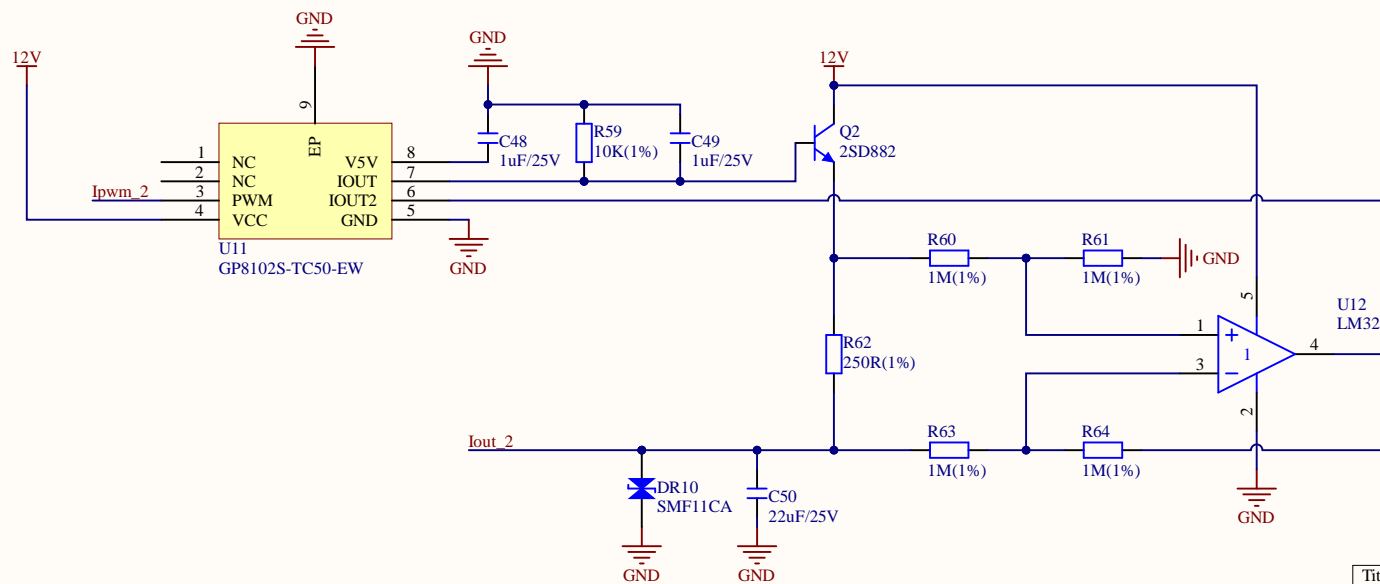 GND
12V
GND
12V
9
EP
C48
1uF/25V
R59
10K(1%)
C49
1uF/25V
Q2
2SD882
1
NC
V5V
8
2
NC
IOUT
7
Ipwm_2
3
PWM
IOUT2
6
4
VCC
GND
5
U11
GP8102S-TC50-EW
GND
R60
1M(1%)
R61
1M(1%)
GND
5
U12
LM32
1
+
1
4
3
−
2
R62
250R(1%)
Iout_2
R63
1M(1%)
R64
1M(1%)
DR10
SMF11CA
C50
22uF/25V
GND
GND
GND
Tit